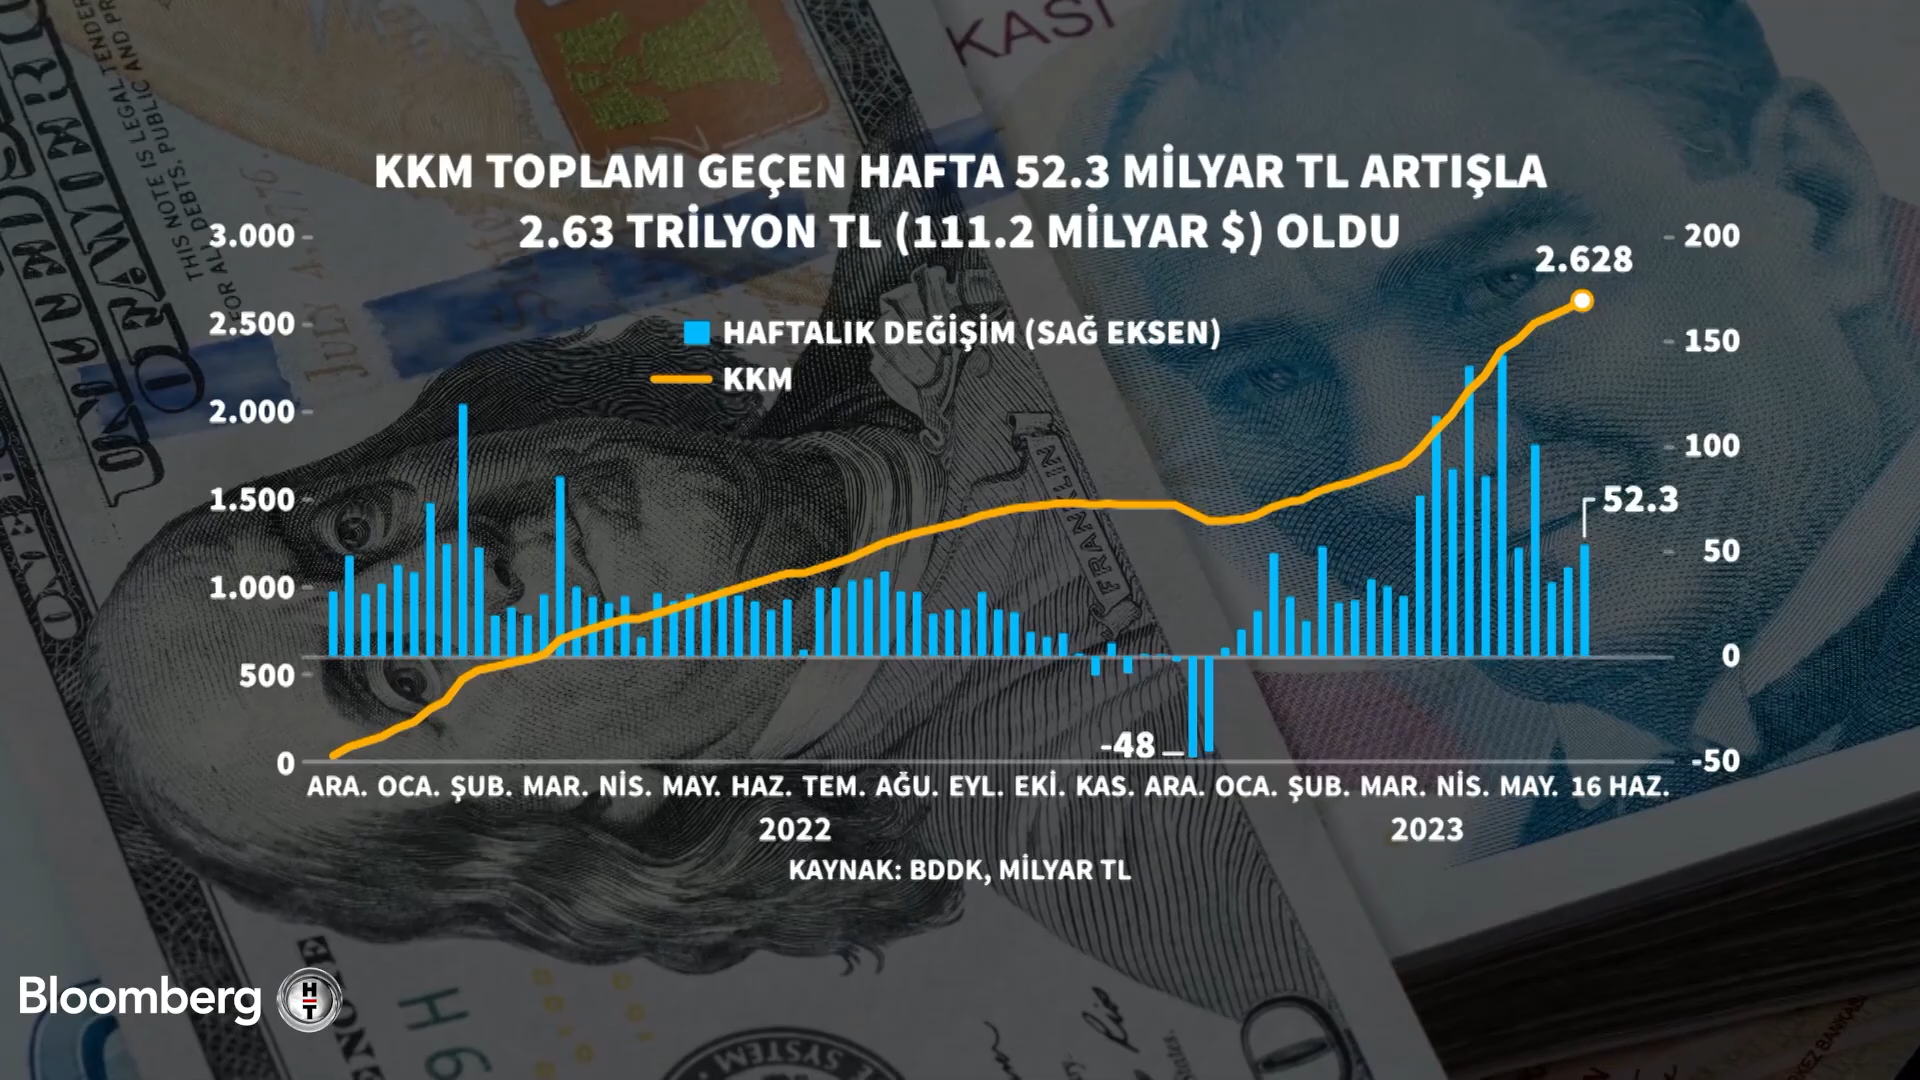 KKM TOPLAMI GEÇEN HAFTA 52.3 MİLYAR TL ARTIŞLA
2.63 TRİLYON TL (111.2 MİLYAR $) OLDU
HAFTALIK DEĞİŞİM (SAĞ EKSEN)
KKM
3.000
2.500
2.000
1.500
1.000
500
0
200
150
100
50
0
-50
2.628
52.3
-48
ARA. OCA. ŞUB. MAR. NİS. MAY. HAZ. TEM. AĞU. EYL. EKİ. KAS. ARA. OCA. ŞUB. MAR. NİS. MAY. 16 HAZ.
2022 2023
KAYNAK: BDDK, MİLYAR TL
Bloomberg HT
KASI
FRANKLIN
THIS NOTE IS LEGAL TENDER
FOR ALL DEBTS, PUBLIC AND PR
H6
SYSTEM